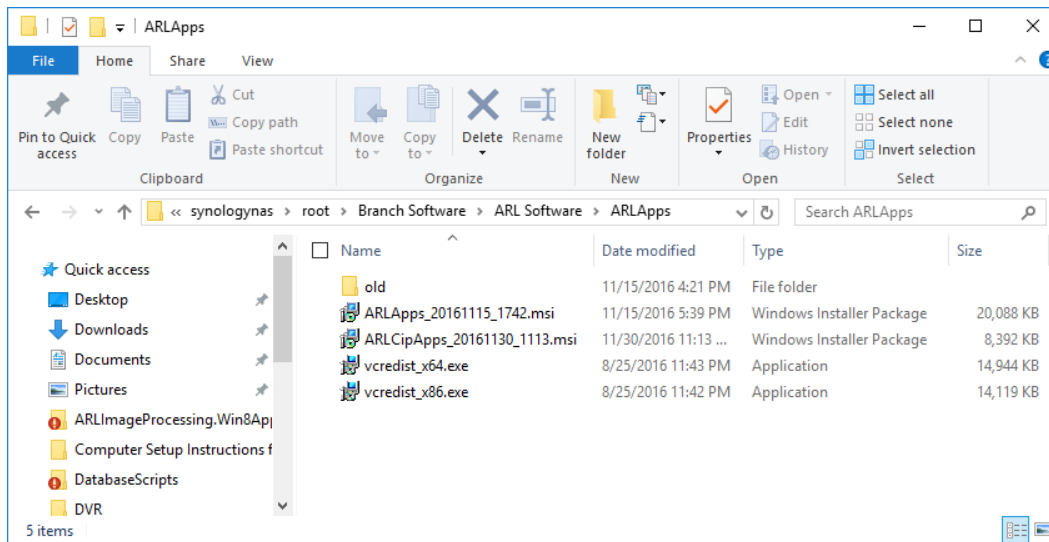 ARLApps
File Home Share View
Pin to Quick access Copy Paste Cut Copy path Paste shortcut
Move to Copy to Delete Rename
New folder
Properties Open Edit History
Select all Select none Invert selection
Clipboard Organize New Open Select
« synologynas > root > Branch Software > ARL Software > ARLApps Search ARLApps
Name Date modified Type Size
Quick access
Desktop
Downloads
Documents
Pictures
ARLImageProcessing.Win8App
Computer Setup Instructions f
DatabaseScripts
DVR
old 11/15/2016 4:21 PM File folder
ARLApps_20161115_1742.msi 11/15/2016 5:39 PM Windows Installer Package 20,088 KB
ARLCipApps_20161130_1113.msi 11/30/2016 11:13 ... Windows Installer Package 8,392 KB
vcredist_x64.exe 8/25/2016 11:43 PM Application 14,944 KB
vcredist_x86.exe 8/25/2016 11:42 PM Application 14,119 KB
5 items